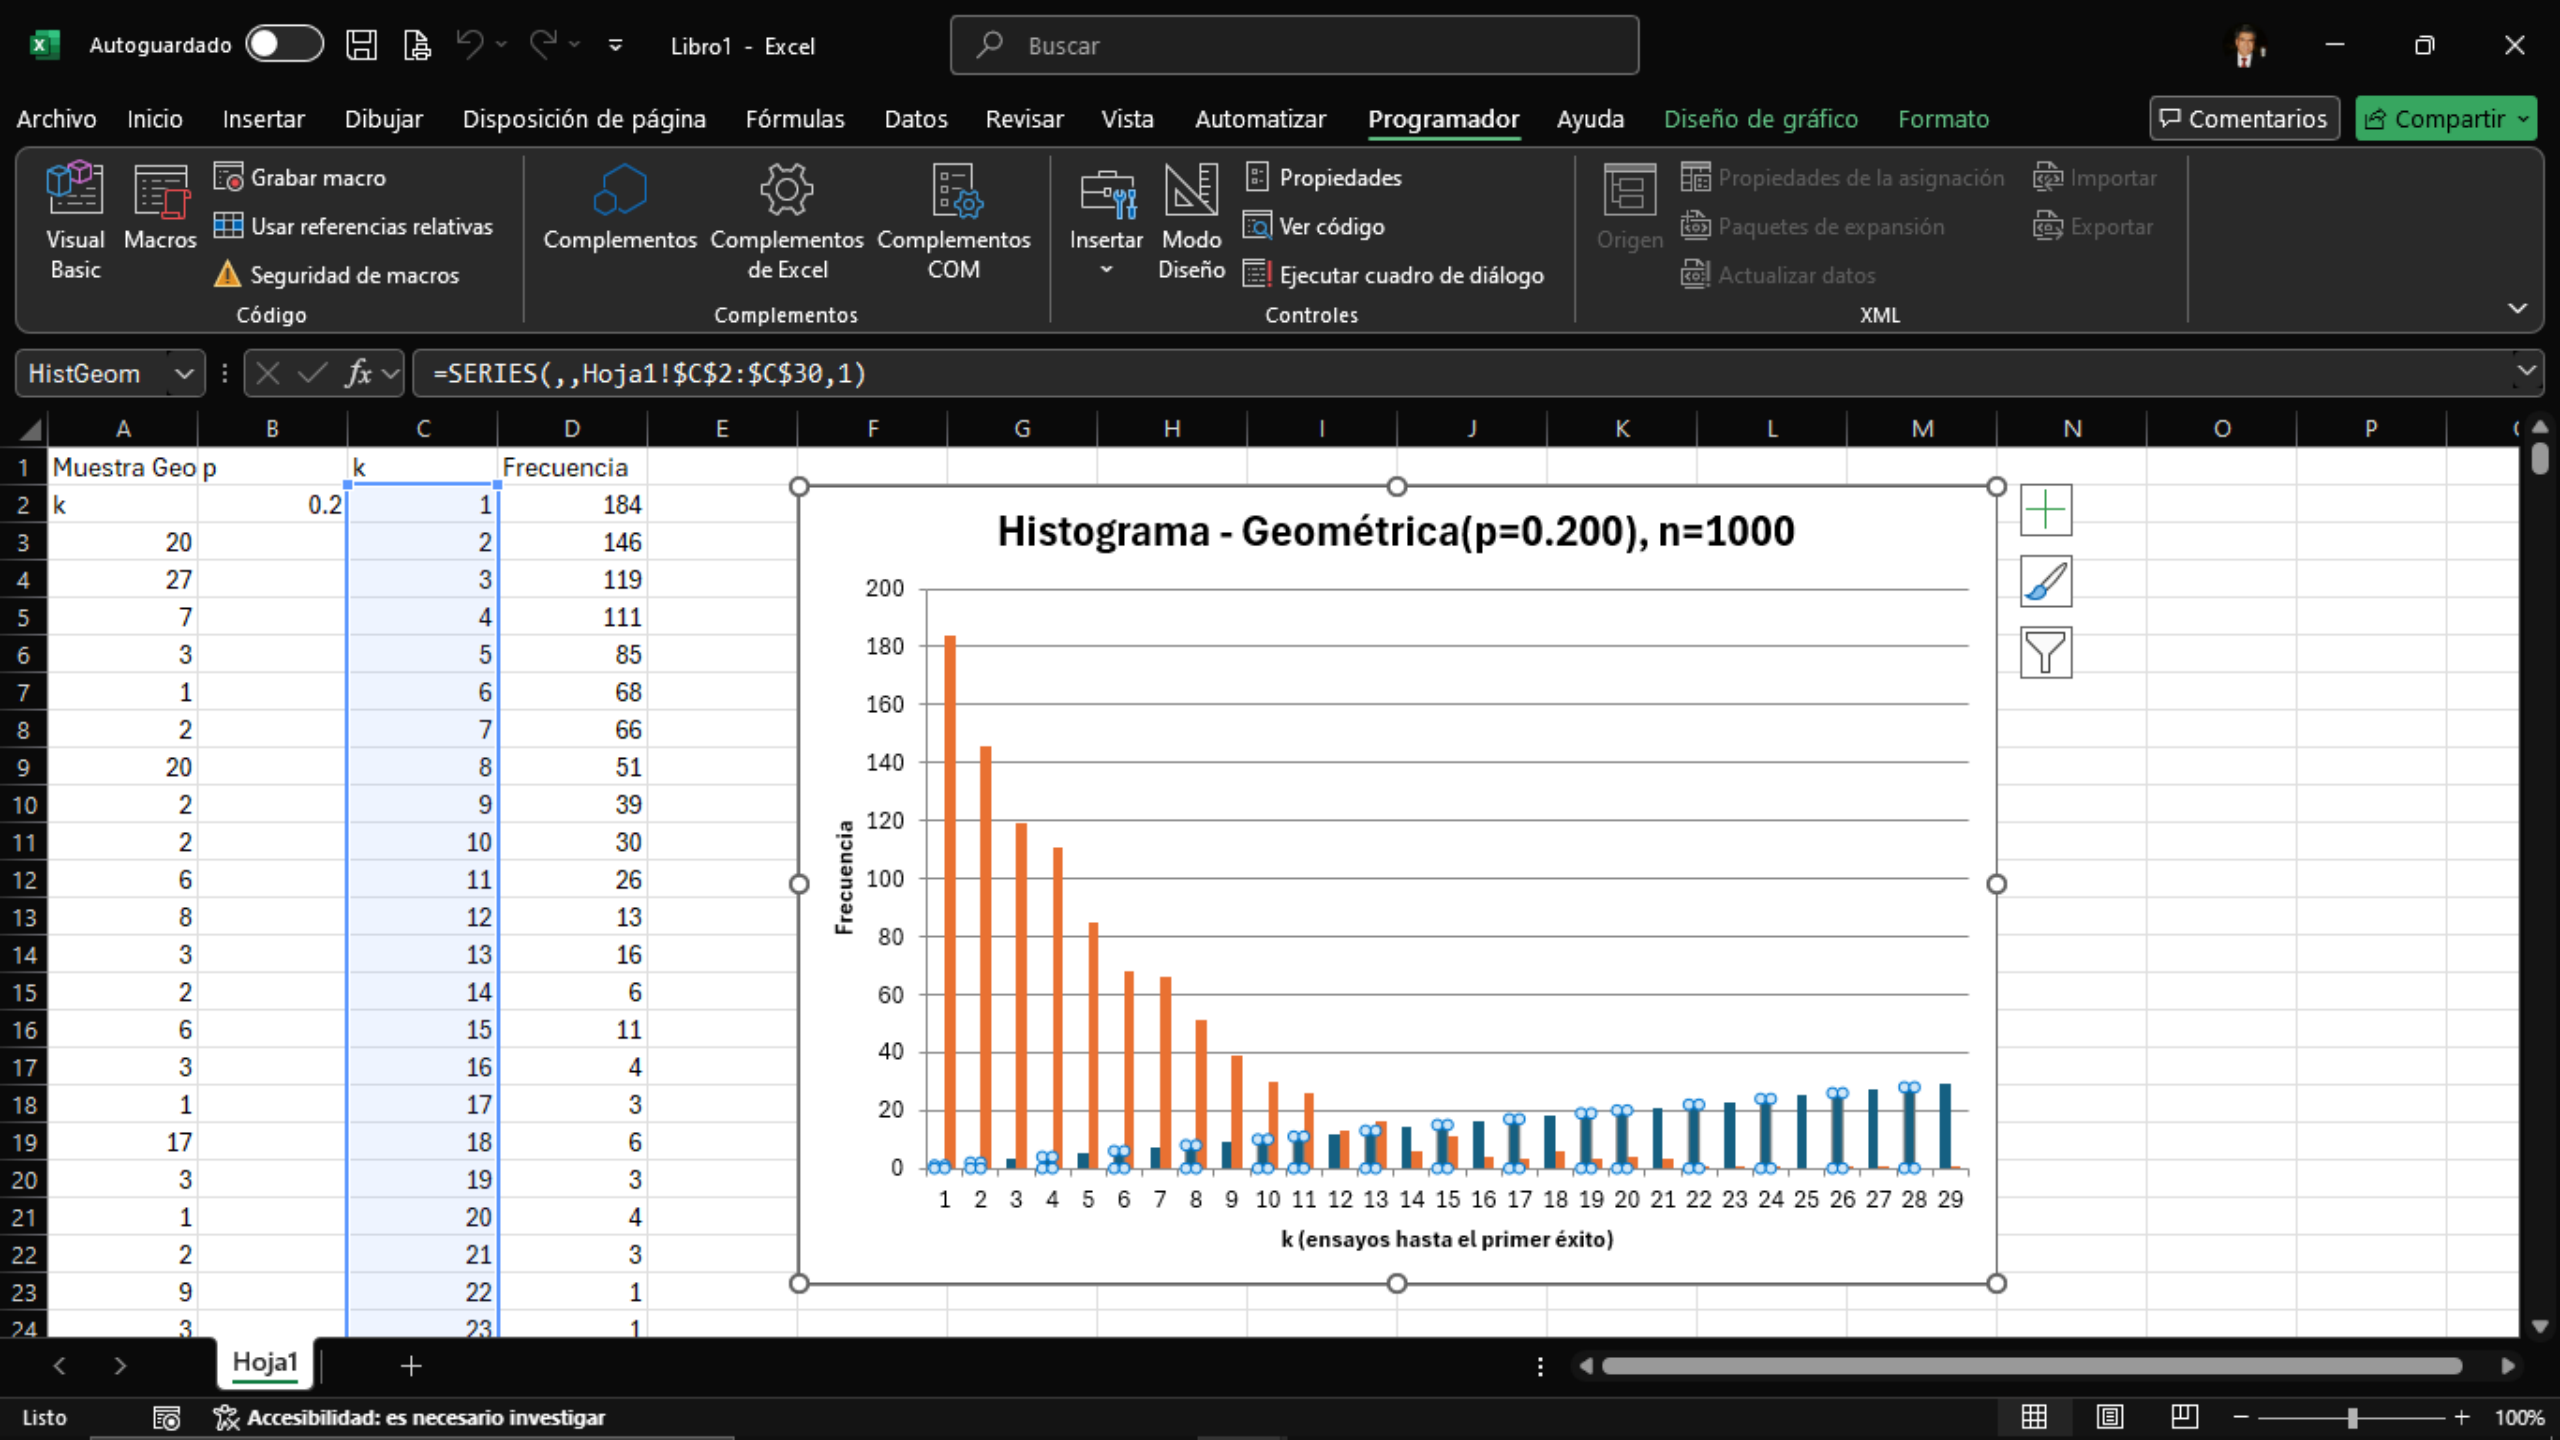 Autoguardado
Libro1 - Excel
Buscar
Archivo Inicio Insertar Dibujar Disposición de página Fórmulas Datos Revisar Vista Automatizar Programador Ayuda Diseño de gráfico Formato Comentarios Compartir
Visual Basic
Macros
Grabar macro
Usar referencias relativas
Seguridad de macros
Código
Complementos
Complementos de Excel
Complementos COM
Complementos
Insertar
Modo Diseño
Propiedades
Ver código
Ejecutar cuadro de diálogo
Controles
Origen
Propiedades de la asignación
Paquetes de expansión
Actualizar datos
Importar
Exportar
XML
HistGeom
fx
=SERIES(,,Hoja1!$C$2:$C$30,1)
A B C D E F G H I J K L M N O P
1 Muestra Geo p k Frecuencia
2 k 0.2 1 184
3 20 2 146
4 27 3 119
5 7 4 111
6 3 5 85
7 1 6 68
8 2 7 66
9 20 8 51
10 2 9 39
11 2 10 30
12 6 11 26
13 8 12 13
14 3 13 16
15 2 14 6
16 6 15 11
17 3 16 4
18 1 17 3
19 17 18 6
20 3 19 3
21 1 20 4
22 2 21 3
23 9 22 1
24 3 23 1
Histograma - Geométrica(p=0.200), n=1000
Frecuencia
200
180
160
140
120
100
80
60
40
20
0
1 2 3 4 5 6 7 8 9 10 11 12 13 14 15 16 17 18 19 20 21 22 23 24 25 26 27 28 29
k (ensayos hasta el primer éxito)
Hoja1
Listo
Accesibilidad: es necesario investigar
100%